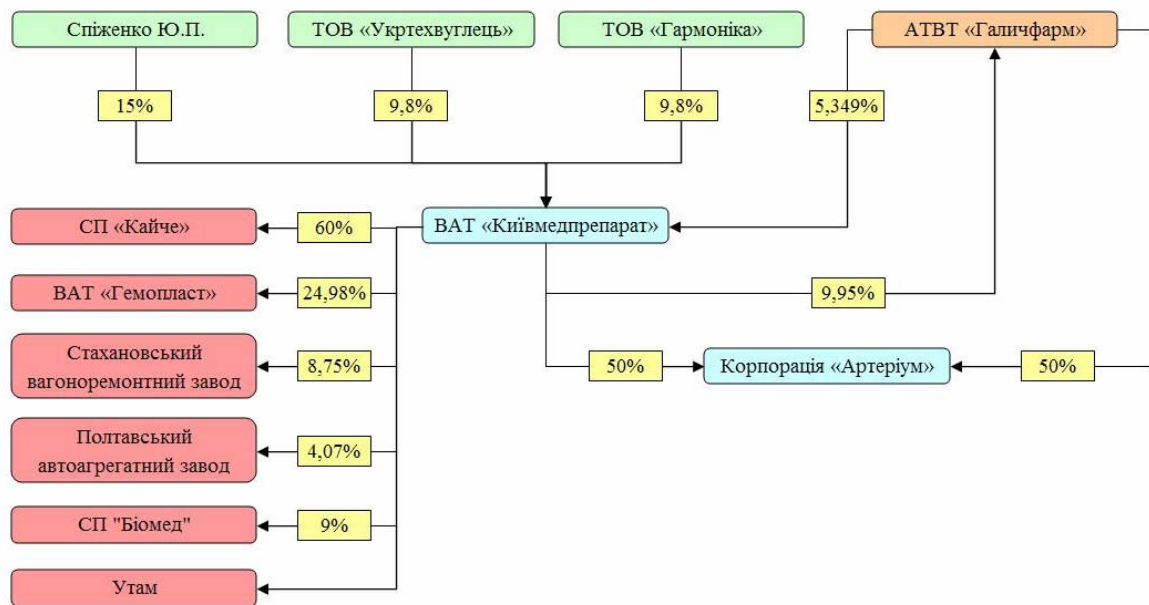 Спіженко Ю.П.
ТОВ «Укртехвуглець»
ТОВ «Гармоніка»
АТВТ «Галичфарм»
15%
9,8%
9,8%
5,349%
СП «Кайче»
60%
ВАТ «Київмедпрепарат»
ВАТ «Гемопласт»
24,98%
9,95%
Стахановський
вагоноремонтний завод
8,75%
50%
Корпорація «Артеріум»
50%
Полтавський
автоагрегатний завод
4,07%
СП "Біомед"
9%
Утам